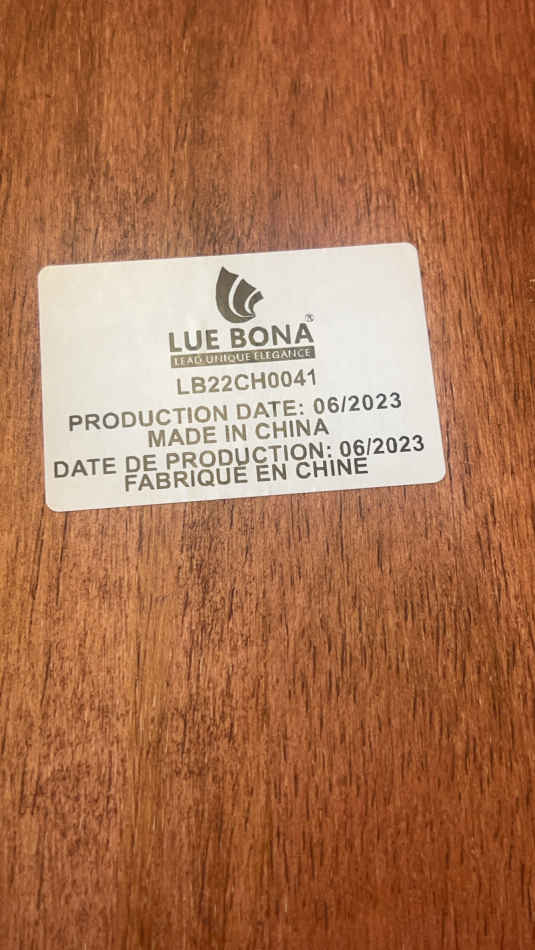 LUE BONA®
LEAD UNIQUE ELEGANCE
LB22CH0041
PRODUCTION DATE: 06/2023
MADE IN CHINA
DATE DE PRODUCTION: 06/2023
FABRIQUÉ EN CHINE